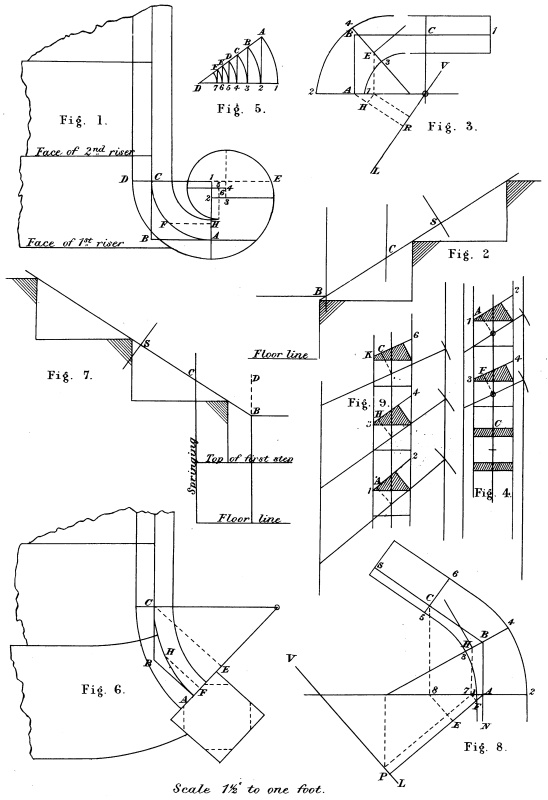 Fig. 1.
Face of 2nd riser
D C 1 5 4 E
6
2 3
F H
Face of 1st riser
B A
A
B
C
D
E
F
D 7 6 5 4 3 2 1
Fig. 5.
4
B C 1
E
3
2 A 7
H
V
R
L
Fig. 3.
S
C
Fig. 2
B
Floor line
Fig. 7.
S
C
D
B
Springing
Top of first step
Floor line
6
C
K
Fig. 9.
4
H
3
2
A
1
2
A
1
4
F
3
C
Fig. 4.
C
B H
E
A F
Fig. 6.
S
6
C
5
4
B
H
3
V
8 7 A 2
F
E N
Fig. 8.
P L
Scale 1½" to one foot.